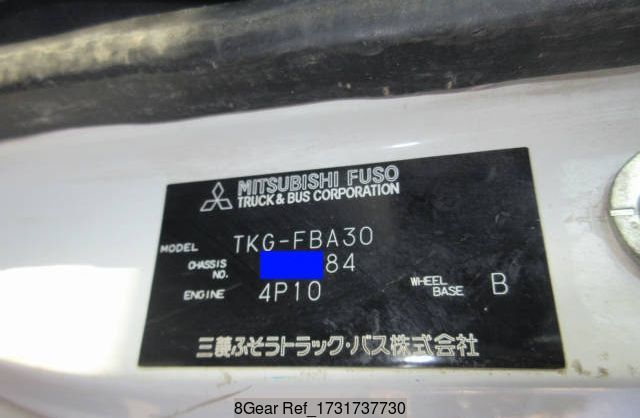 MITSUBISHI FUSO
TRUCK & BUS CORPORATION
MODEL TKG-FBA30
CHASSIS NO. 84
ENGINE 4P10 WHEEL BASE B
三菱ふそうトラック・バス株式会社
8Gear Ref_1731737730